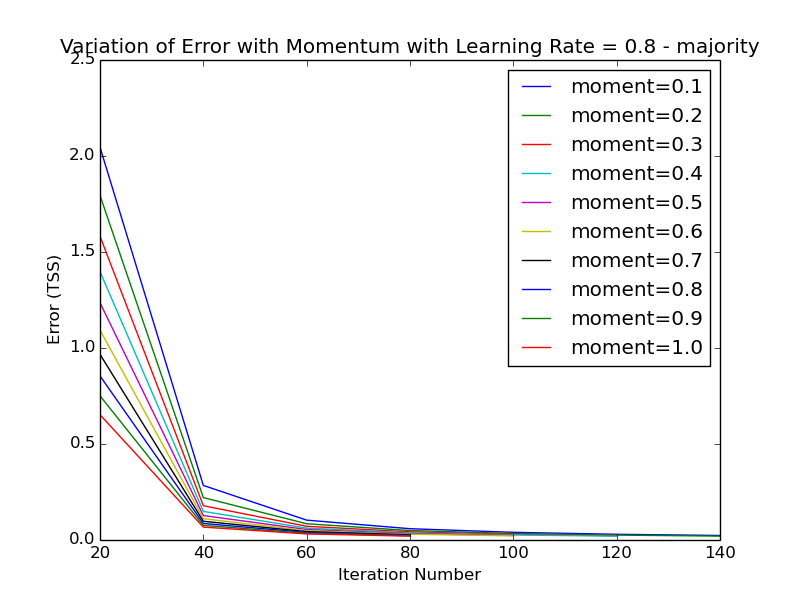 Variation of Error with Momentum with Learning Rate = 0.8 - majority
2.5
2.0
1.5
1.0
0.5
0.0
Error (TSS)
moment=0.1
moment=0.2
moment=0.3
moment=0.4
moment=0.5
moment=0.6
moment=0.7
moment=0.8
moment=0.9
moment=1.0
20 40 60 80 100 120 140
Iteration Number